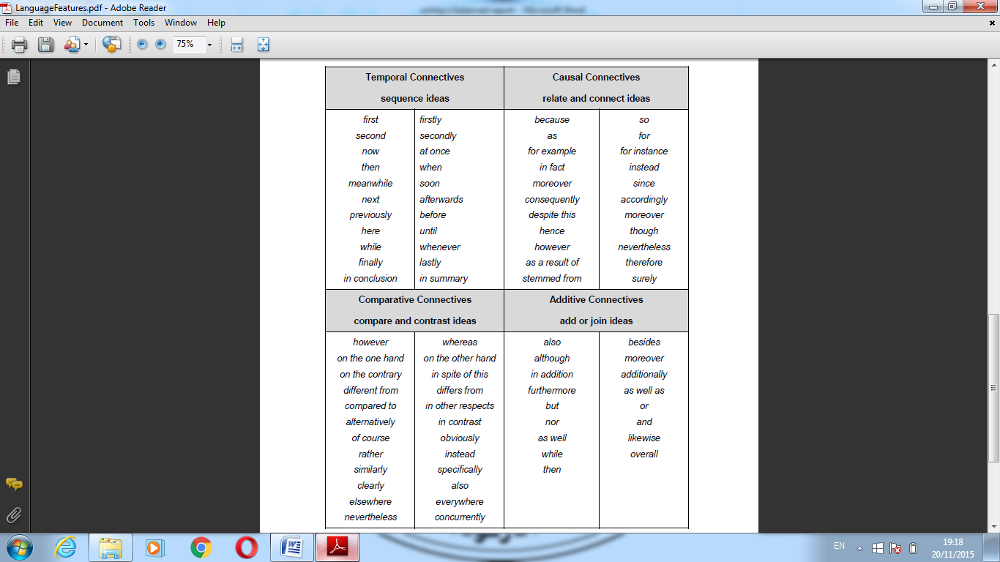 LanguageFeatures.pdf - Adobe Reader
writing a balanced report - Microsoft Word
File Edit View Document Tools Window Help
75%
Temporal Connectives
sequence ideas
Causal Connectives
relate and connect ideas
first firstly because so
second secondly as for
now at once for example for instance
then when in fact instead
meanwhile soon moreover since
next afterwards consequently accordingly
previously before despite this moreover
here until hence though
while whenever however nevertheless
finally lastly as a result of therefore
in conclusion in summary stemmed from surely
Comparative Connectives
compare and contrast ideas
Additive Connectives
add or join ideas
however whereas also besides
on the one hand on the other hand although moreover
on the contrary in spite of this in addition additionally
different from differs from furthermore as well as
compared to in other respects but or
alternatively in contrast nor and
of course obviously as well likewise
rather instead while overall
similarly specifically then
clearly also
elsewhere everywhere
nevertheless concurrently
EN
19:18
20/11/2015